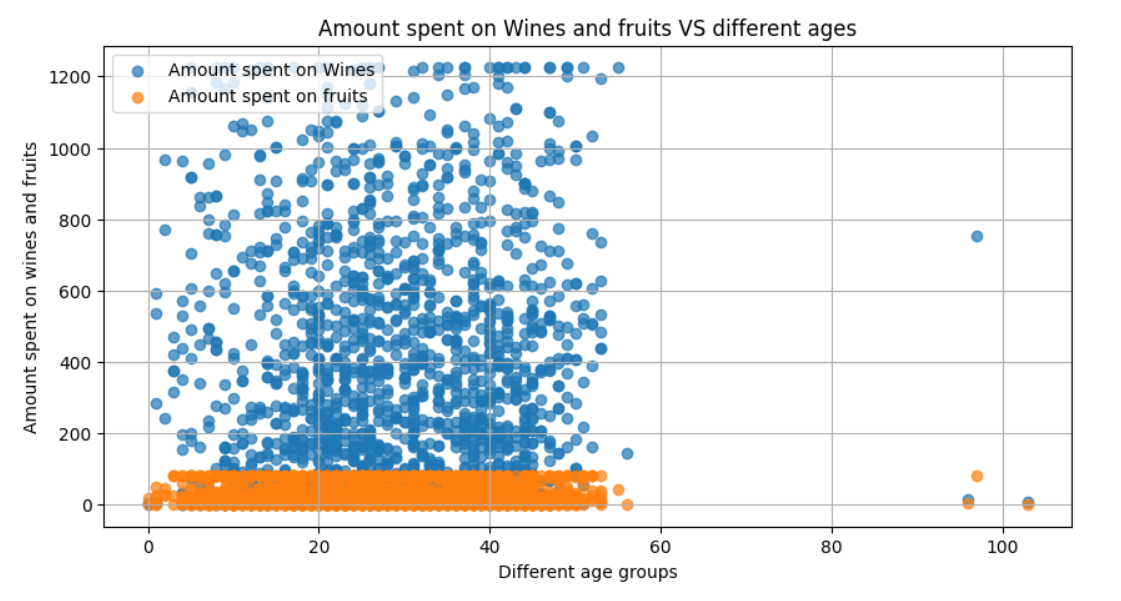 Amount spent on Wines and fruits VS different ages
Amount spent on Wines
Amount spent on fruits
Amount spent on wines and fruits
1200
1000
800
600
400
200
0
0 20 40 60 80 100
Different age groups